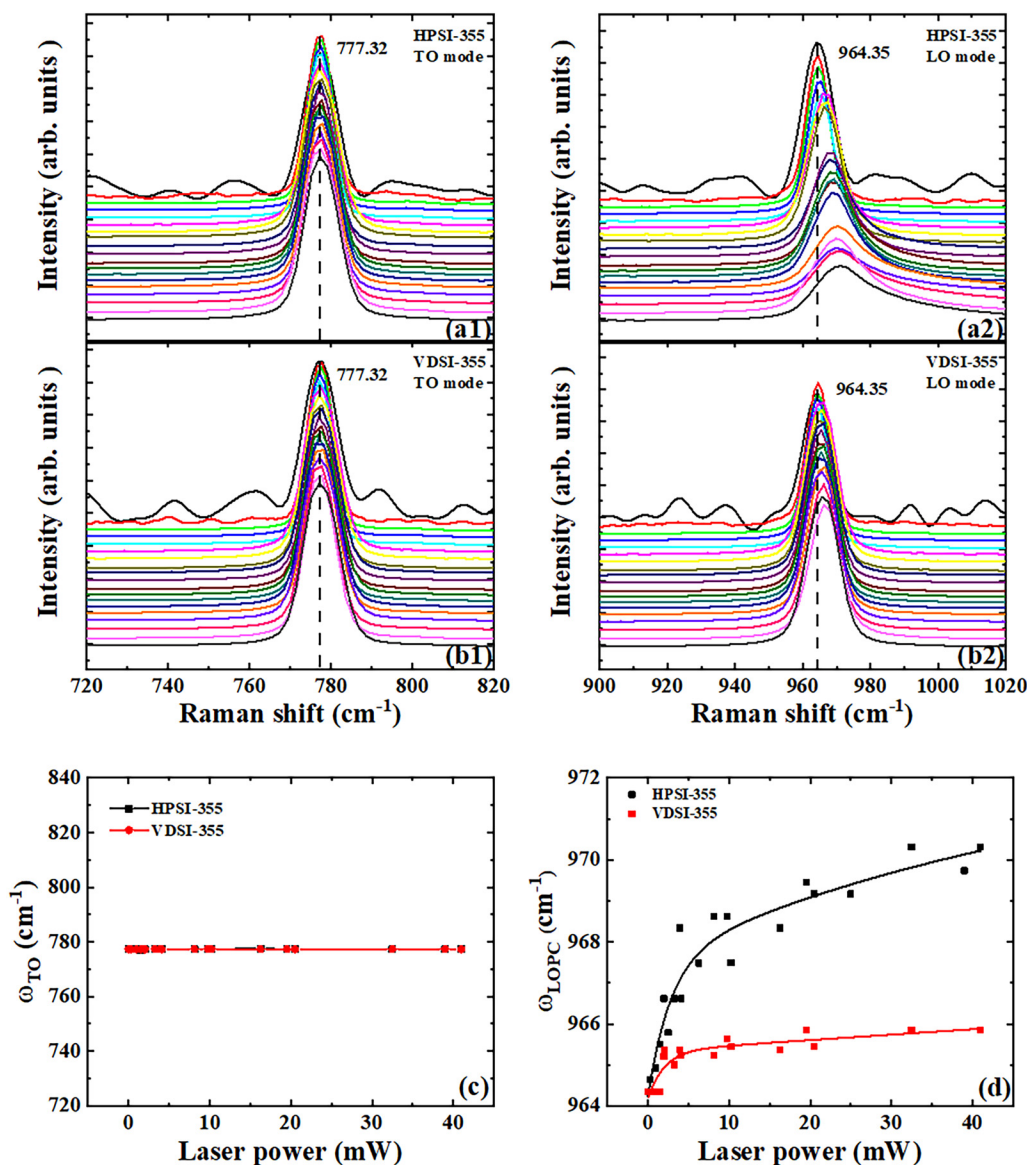 HPSI-355
TO mode
777.32
Intensity (arb. units)
(a1)
HPSI-355
LO mode
964.35
Intensity (arb. units)
(a2)
VDSI-355
TO mode
777.32
Intensity (arb. units)
(b1)
720 740 760 780 800 820
Raman shift (cm⁻¹)
VDSI-355
LO mode
964.35
Intensity (arb. units)
(b2)
900 920 940 960 980 1000 1020
Raman shift (cm⁻¹)
840
820
800
780
760
740
720
ω_TO (cm⁻¹)
HPSI-355
VDSI-355
(c)
0 10 20 30 40
Laser power (mW)
972
970
968
966
964
ω_LOPC (cm⁻¹)
HPSI-355
VDSI-355
(d)
0 10 20 30 40
Laser power (mW)